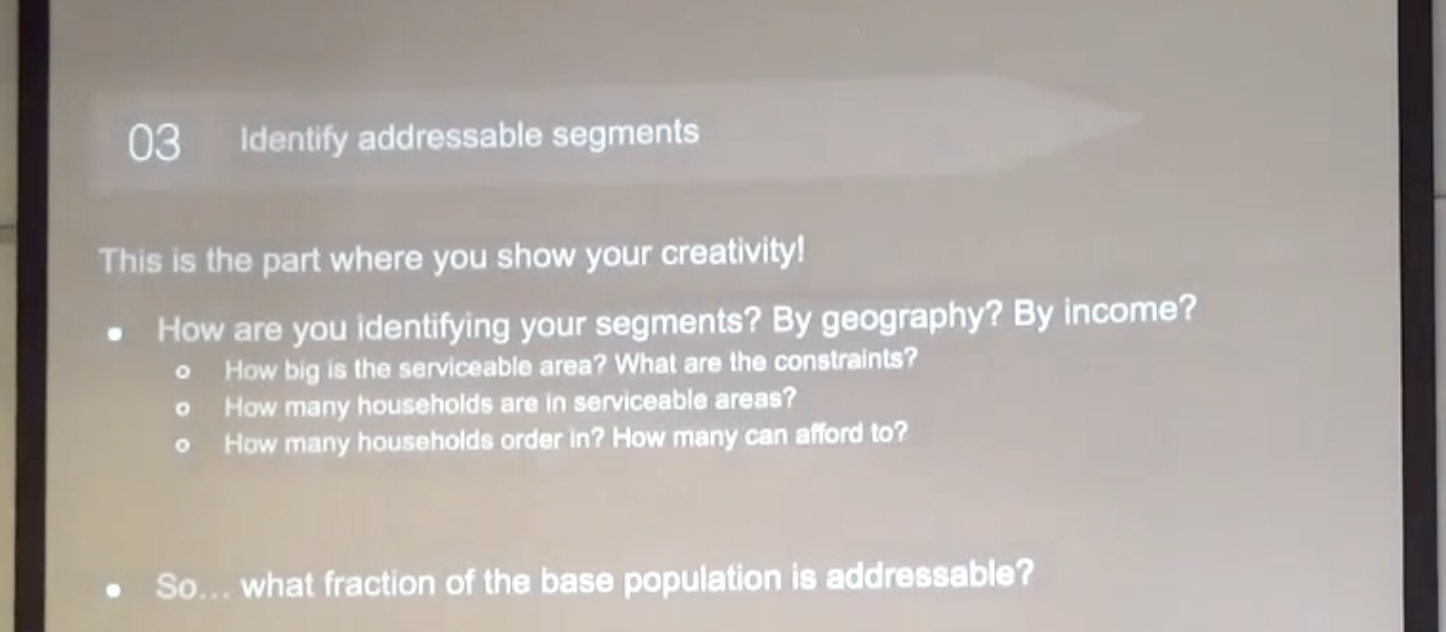 03 Identify addressable segments
This is the part where you show your creativity!
• How are you identifying your segments? By geography? By income?
o How big is the serviceable area? What are the constraints?
o How many households are in serviceable areas?
o How many households order in? How many can afford to?
• So... what fraction of the base population is addressable?